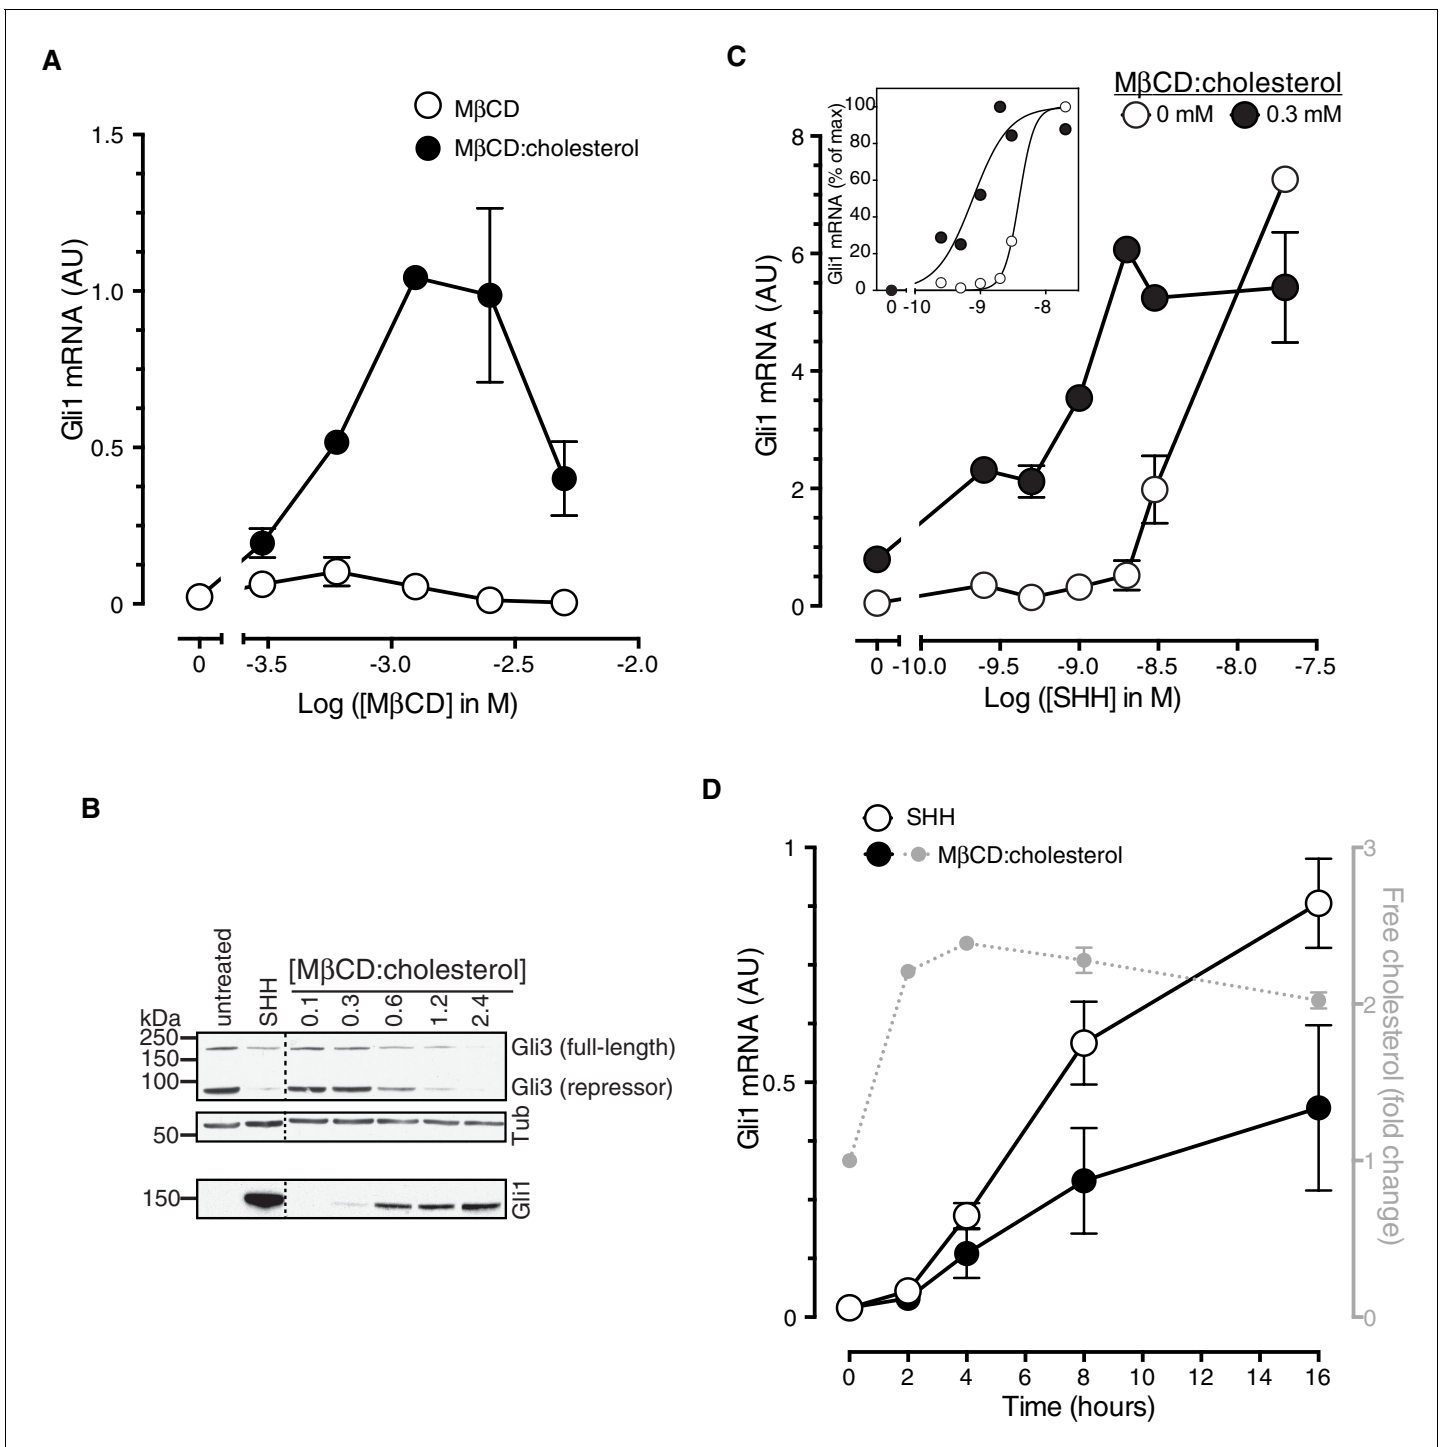 A
MβCD
MβCD:cholesterol
1.5
1.0
0.5
0
Gli1 mRNA (AU)
0 -3.5 -3.0 -2.5 -2.0
Log ([MβCD] in M)
C
MβCD:cholesterol
0 mM 0.3 mM
8
6
4
2
0
Gli1 mRNA (AU)
100
80
60
40
20
0
Gli1 mRNA (% of max)
0 -10 -9 -8
0 -10.0 -9.5 -9.0 -8.5 -8.0 -7.5
Log ([SHH] in M)
B
untreated
SHH
[MβCD:cholesterol]
0.1 0.3 0.6 1.2 2.4
kDa
250
150
100
50
150
Gli3 (full-length)
Gli3 (repressor)
Tub
Gli1
D
SHH
MβCD:cholesterol
1
0.5
0
Gli1 mRNA (AU)
3
2
1
0
Free cholesterol (fold change)
0 2 4 6 8 10 12 14 16
Time (hours)